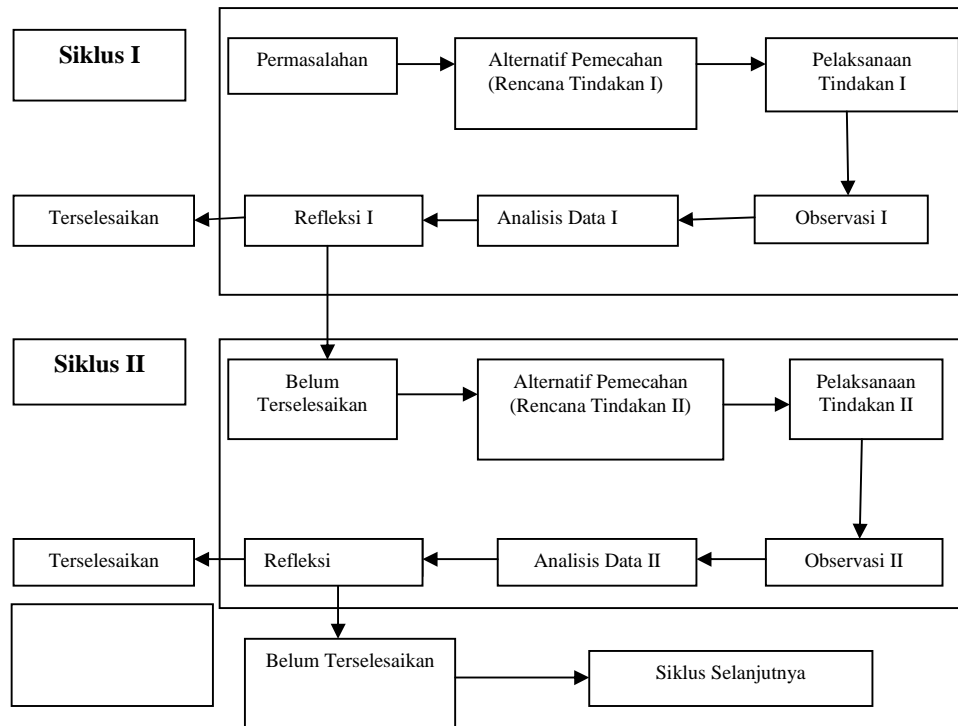 Siklus I
Permasalahan
Alternatif Pemecahan
(Rencana Tindakan I)
Pelaksanaan
Tindakan I
Terselesaikan
Refleksi I
Analisis Data I
Observasi I
Siklus II
Belum
Terselesaikan
Alternatif Pemecahan
(Rencana Tindakan II)
Pelaksanaan
Tindakan II
Terselesaikan
Refleksi
Analisis Data II
Observasi II
Belum Terselesaikan
Siklus Selanjutnya